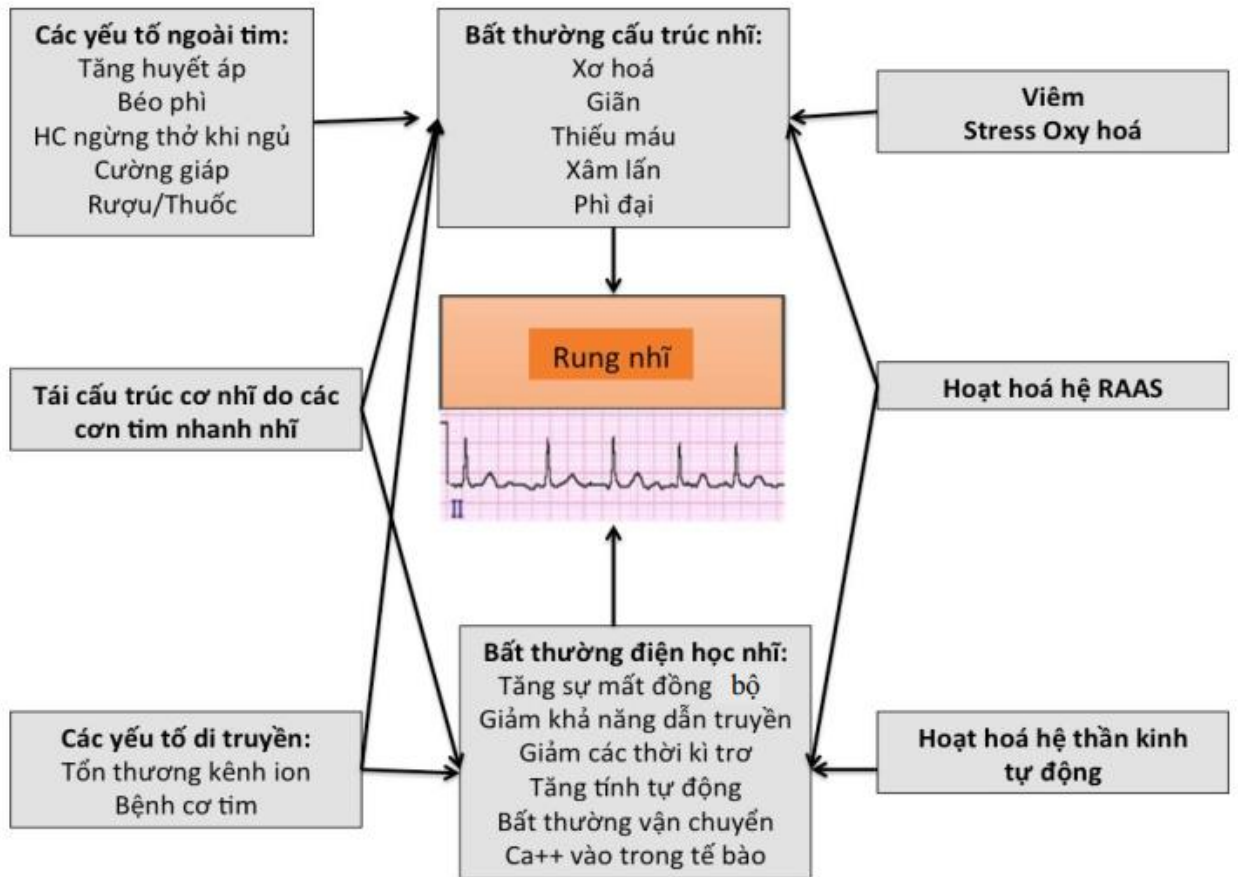 Các yếu tố ngoài tim:
Tăng huyết áp
Béo phì
HC ngừng thở khi ngủ
Cường giáp
Rượu/Thuốc
Bất thường cấu trúc nhĩ:
Xơ hoá
Giãn
Thiếu máu
Xâm lấn
Phì đại
Viêm
Stress Oxy hoá
Rung nhĩ
Tái cấu trúc cơ nhĩ do các
cơn tim nhanh nhĩ
Hoạt hoá hệ RAAS
II
Bất thường điện học nhĩ:
Tăng sự mất đồng bộ
Giảm khả năng dẫn truyền
Giảm các thời kì trơ
Tăng tính tự động
Bất thường vận chuyển
Ca++ vào trong tế bào
Các yếu tố di truyền:
Tổn thương kênh ion
Bệnh cơ tim
Hoạt hoá hệ thần kinh
tự động